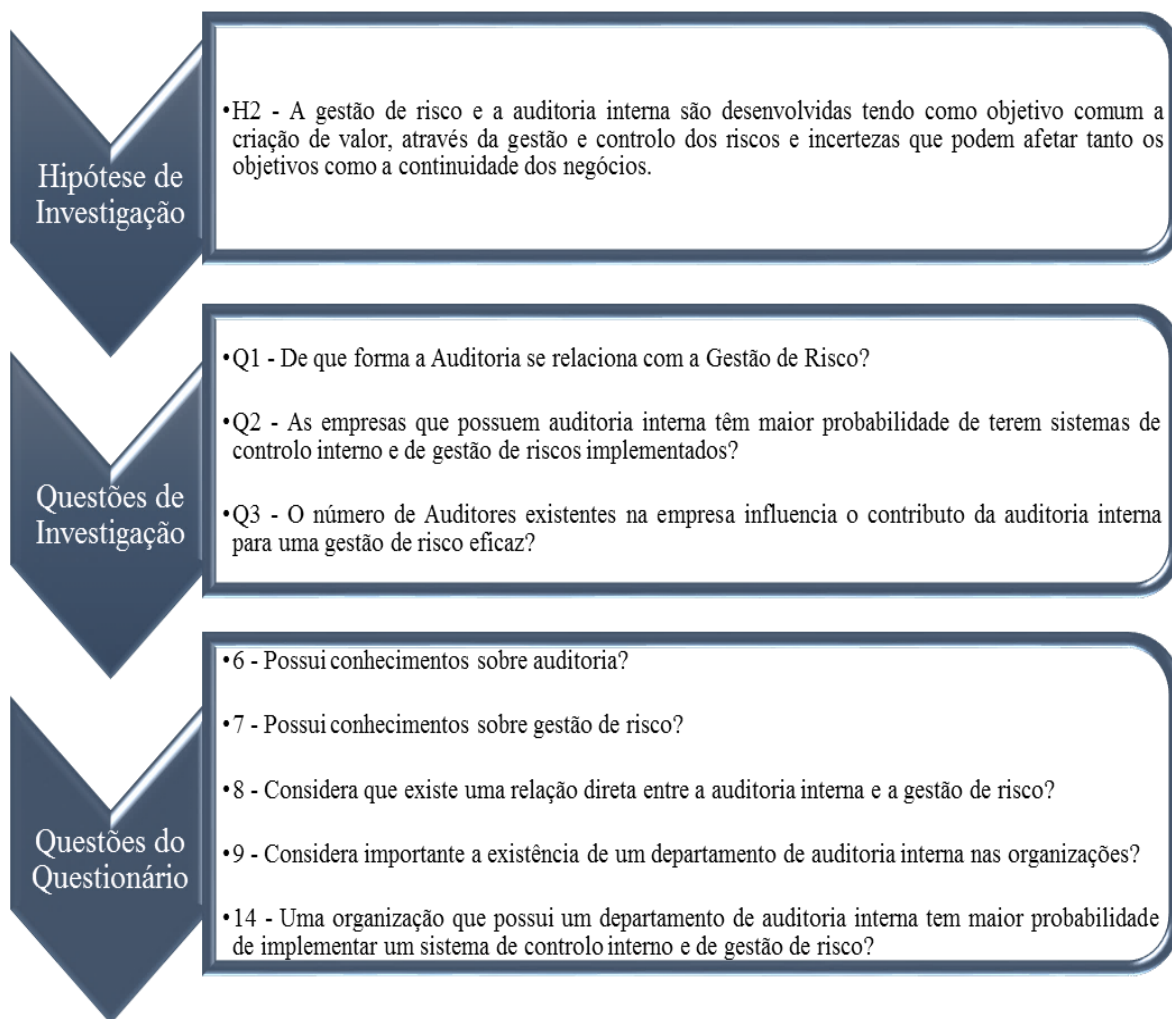 Hipótese de
Investigação
•H2 - A gestão de risco e a auditoria interna são desenvolvidas tendo como objetivo comum a
criação de valor, através da gestão e controlo dos riscos e incertezas que podem afetar tanto os
objetivos como a continuidade dos negócios.
Questões de
Investigação
•Q1 - De que forma a Auditoria se relaciona com a Gestão de Risco?
•Q2 - As empresas que possuem auditoria interna têm maior probabilidade de terem sistemas de
controlo interno e de gestão de riscos implementados?
•Q3 - O número de Auditores existentes na empresa influencia o contributo da auditoria interna
para uma gestão de risco eficaz?
Questões do
Questionário
•6 - Possui conhecimentos sobre auditoria?
•7 - Possui conhecimentos sobre gestão de risco?
•8 - Considera que existe uma relação direta entre a auditoria interna e a gestão de risco?
•9 - Considera importante a existência de um departamento de auditoria interna nas organizações?
•14 - Uma organização que possui um departamento de auditoria interna tem maior probabilidade
de implementar um sistema de controlo interno e de gestão de risco?